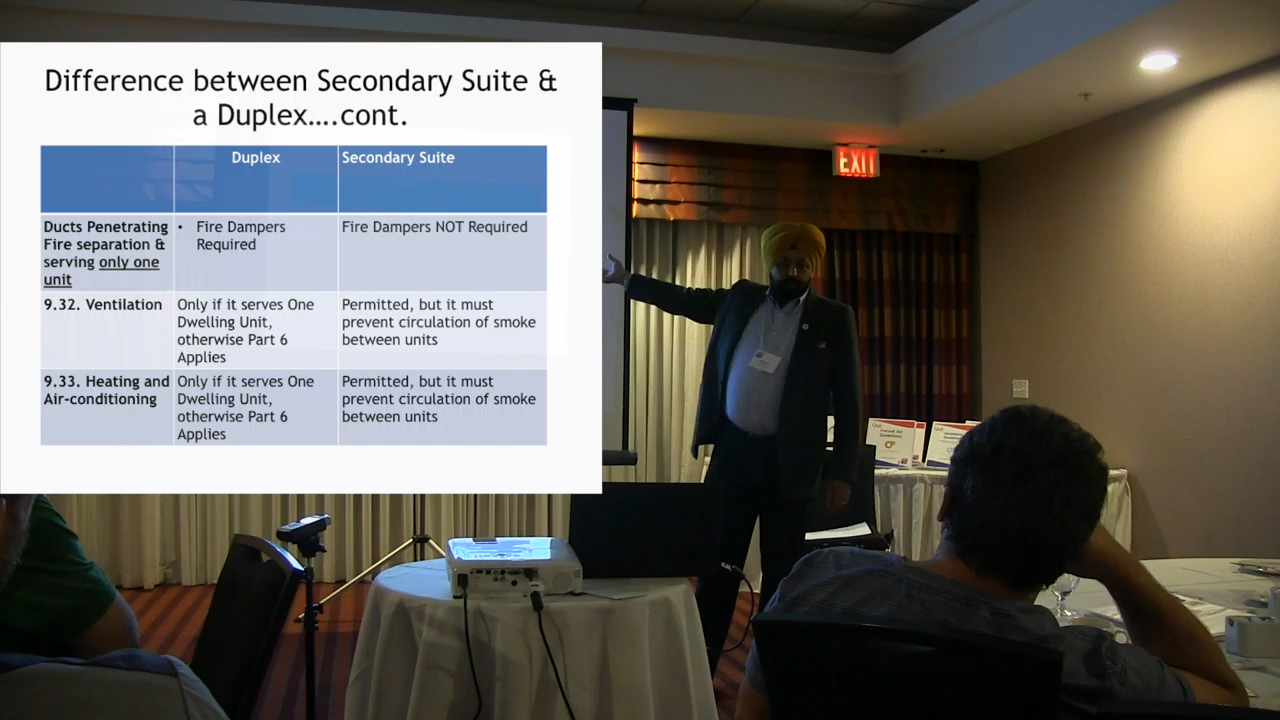 Difference between Secondary Suite &
a Duplex....cont.
Duplex
Secondary Suite
Ducts Penetrating
Fire separation &
serving only one
unit
• Fire Dampers
Required
Fire Dampers NOT Required
9.32. Ventilation
Only if it serves One
Dwelling Unit,
otherwise Part 6
Applies
Permitted, but it must
prevent circulation of smoke
between units
9.33. Heating and
Air-conditioning
Only if it serves One
Dwelling Unit,
otherwise Part 6
Applies
Permitted, but it must
prevent circulation of smoke
between units
EXIT
Forced Air
Guidelines